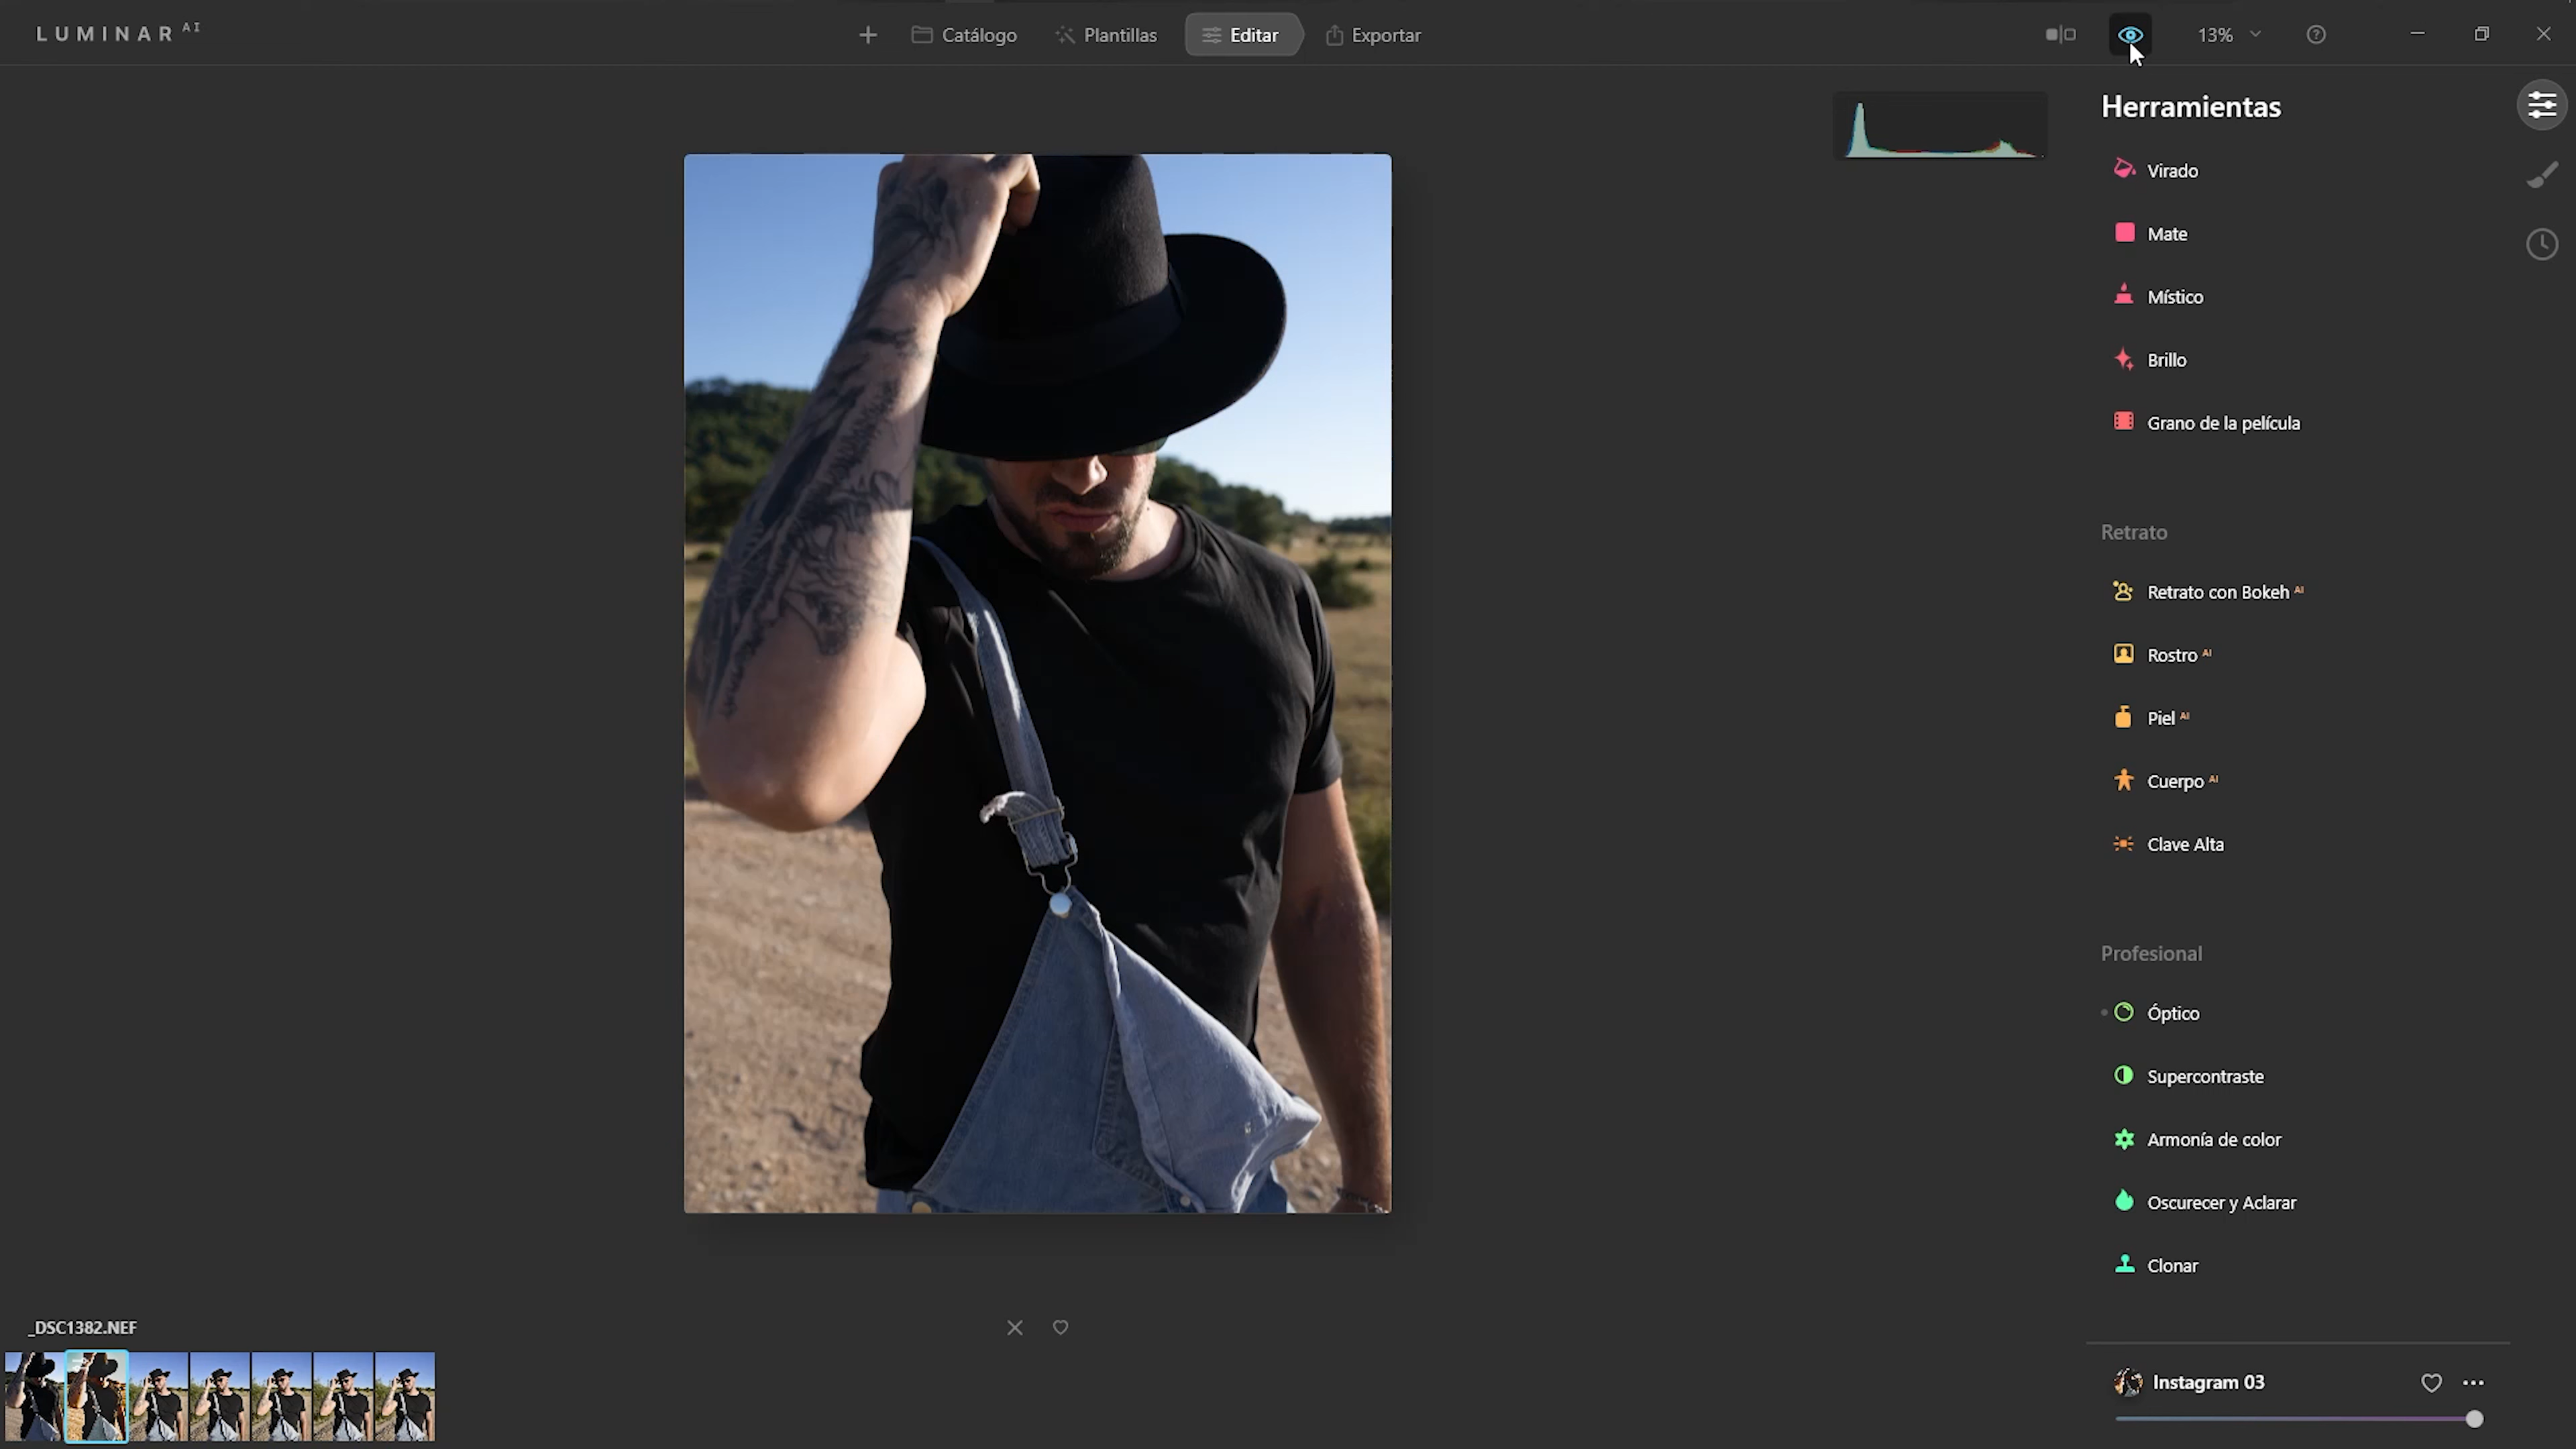 LUMINAR AI
Catálogo
Plantillas
Editar
Exportar
13%
Herramientas
Virado
Mate
Místico
Brillo
Grano de la película
Retrato
Retrato con Bokeh AI
Rostro AI
Piel AI
Cuerpo AI
Clave Alta
Profesional
Óptico
Supercontraste
Armonía de color
Oscurecer y Aclarar
Clonar
_DSC1382.NEF
Instagram 03